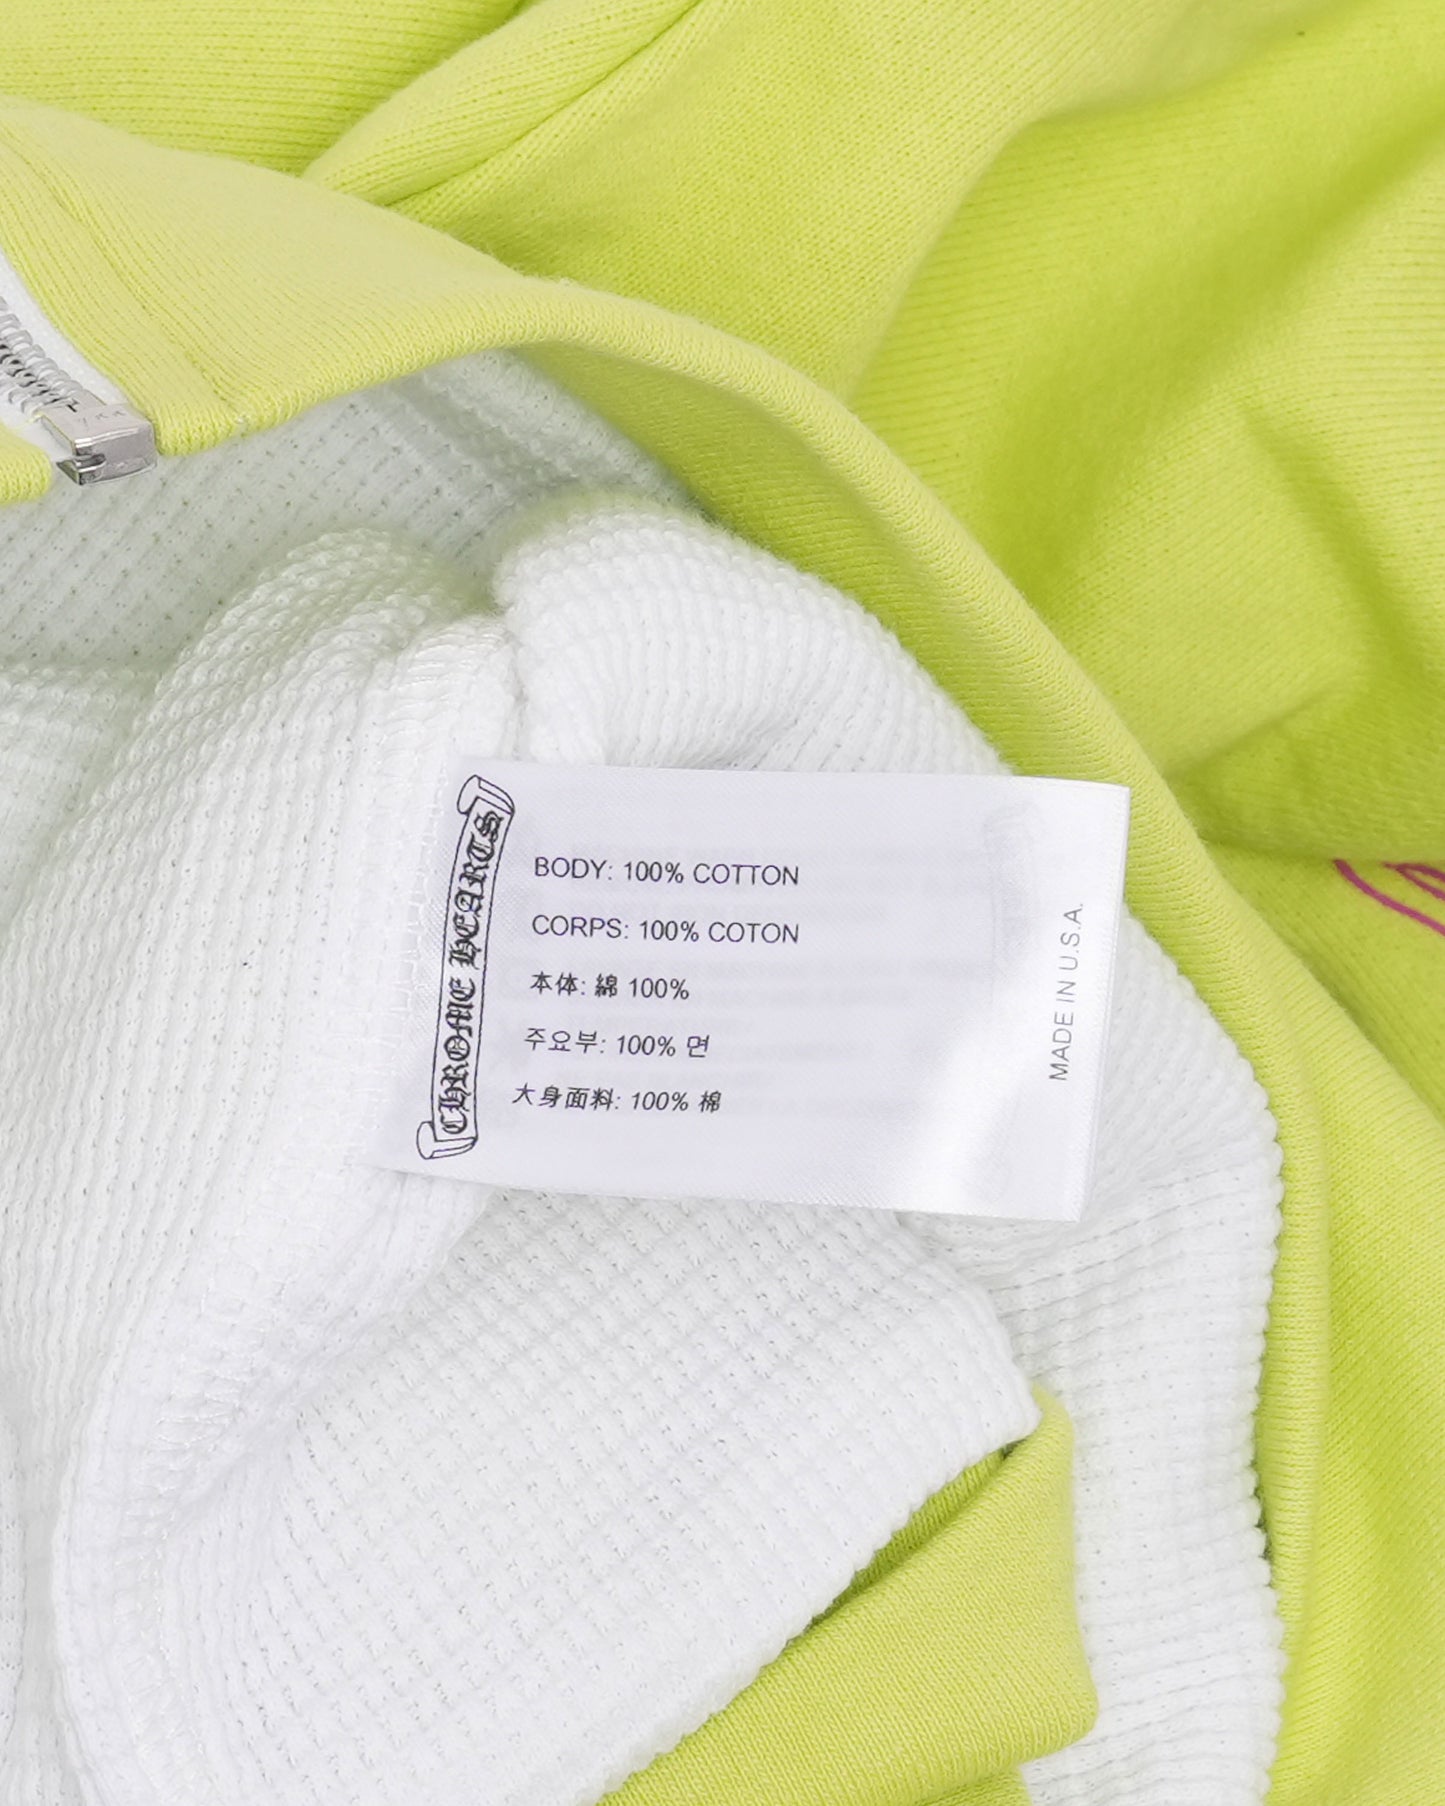 CHROME HEARTS
BODY: 100% COTTON
CORPS: 100% COTON
本体: 綿 100%
주요부: 100% 면
大身面料: 100% 棉
MADE IN U.S.A.